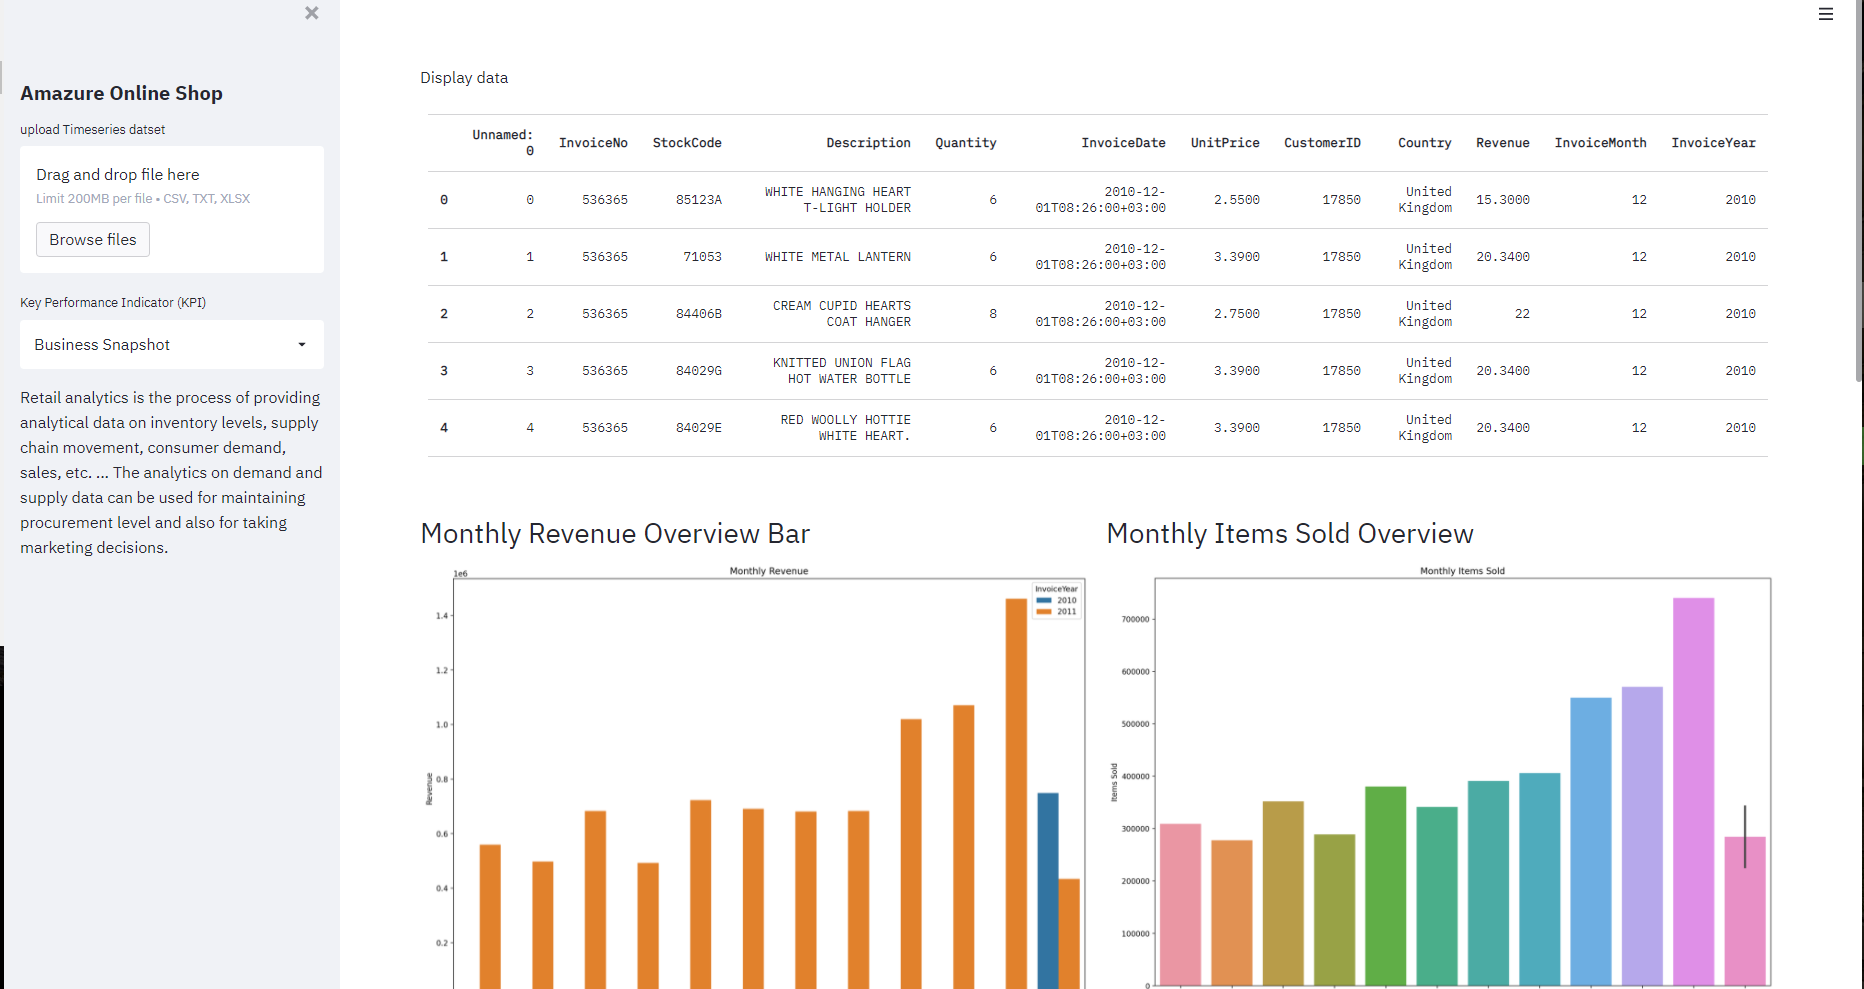 ×
Amazure Online Shop
upload Timeseries datset
Drag and drop file here
Limit 200MB per file • CSV, TXT, XLSX
Browse files
Key Performance Indicator (KPI)
Business Snapshot
Retail analytics is the process of providing
analytical data on inventory levels, supply
chain movement, consumer demand,
sales, etc. ... The analytics on demand and
supply data can be used for maintaining
procurement level and also for taking
marketing decisions.
Display data
Unnamed: 0 InvoiceNo StockCode Description Quantity InvoiceDate UnitPrice CustomerID Country Revenue InvoiceMonth InvoiceYear
0 0 536365 85123A WHITE HANGING HEART T-LIGHT HOLDER 6 2010-12-01T08:26:00+03:00 2.5500 17850 United Kingdom 15.3000 12 2010
1 1 536365 71053 WHITE METAL LANTERN 6 2010-12-01T08:26:00+03:00 3.3900 17850 United Kingdom 20.3400 12 2010
2 2 536365 84406B CREAM CUPID HEARTS COAT HANGER 8 2010-12-01T08:26:00+03:00 2.7500 17850 United Kingdom 22 12 2010
3 3 536365 84029G KNITTED UNION FLAG HOT WATER BOTTLE 6 2010-12-01T08:26:00+03:00 3.3900 17850 United Kingdom 20.3400 12 2010
4 4 536365 84029E RED WOOLLY HOTTIE WHITE HEART. 6 2010-12-01T08:26:00+03:00 3.3900 17850 United Kingdom 20.3400 12 2010
Monthly Revenue Overview Bar
Monthly Revenue
1e6
InvoiceYear
2010
2011
1.4
1.2
1.0
0.8
0.6
0.4
0.2
Revenue
Monthly Items Sold Overview
Monthly Items Sold
700000
600000
500000
400000
300000
200000
100000
0
Items Sold